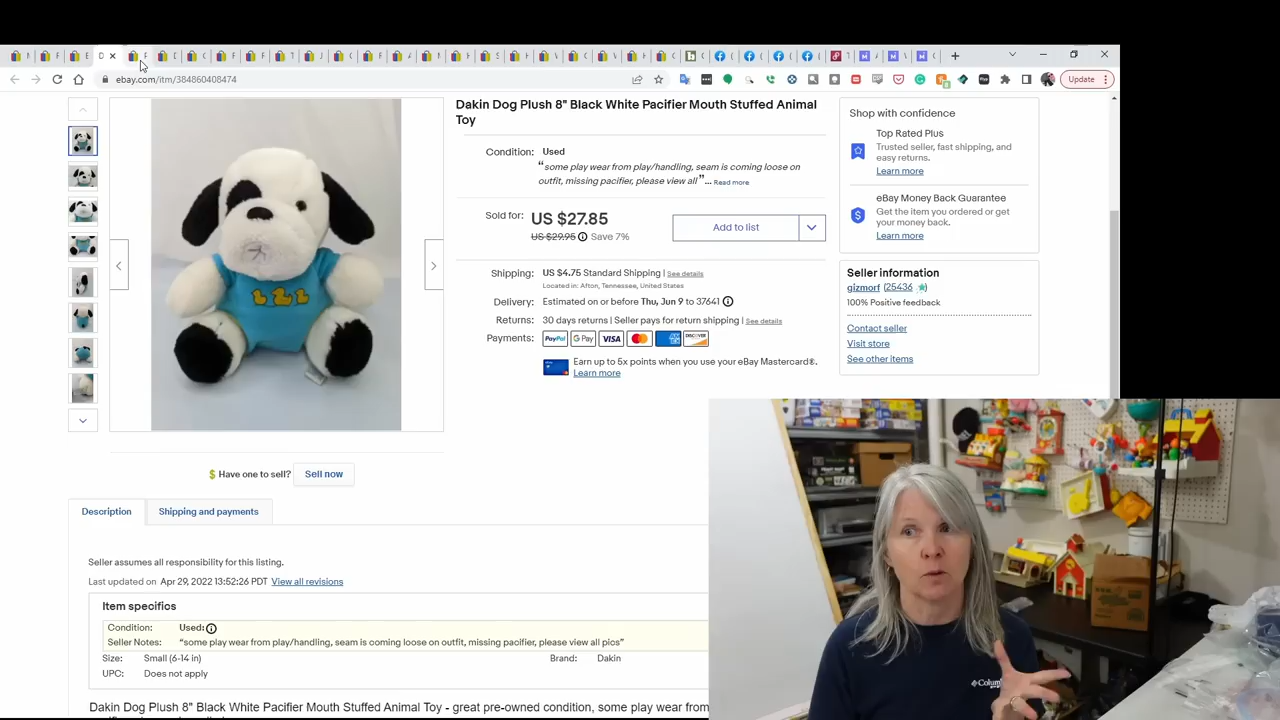 ebay.com/itm/384860408474
Update
Dakin Dog Plush 8" Black White Pacifier Mouth Stuffed Animal
Toy
Condition: Used
"some play wear from play/handling, seam is coming loose on
outfit, missing pacifier, please view all"... Read more
Sold for: US $27.85
US $29.95 Save 7%
Add to list
Shipping: US $4.75 Standard Shipping | See details
Located in: Afton, Tennessee, United States
Delivery: Estimated on or before Thu, Jun 9 to 37641
Returns: 30 days returns | Seller pays for return shipping | See details
Payments: PayPal G Pay VISA DISCOVER
Earn up to 5x points when you use your eBay Mastercard®.
Learn more
Shop with confidence
Top Rated Plus
Trusted seller, fast shipping, and
easy returns.
Learn more
eBay Money Back Guarantee
Get the item you ordered or get
your money back.
Learn more
Seller information
gizmorf (25436)
100% Positive feedback
Contact seller
Visit store
See other items
Have one to sell? Sell now
Description Shipping and payments
Seller assumes all responsibility for this listing.
Last updated on Apr 29, 2022 13:52:26 PDT View all revisions
Item specifics
Condition: Used:
Seller Notes: "some play wear from play/handling, seam is coming loose on outfit, missing pacifier, please view all pics"
Size: Small (6-14 in) Brand: Dakin
UPC: Does not apply
Dakin Dog Plush 8" Black White Pacifier Mouth Stuffed Animal Toy - great pre-owned condition, some play wear from
Columbia